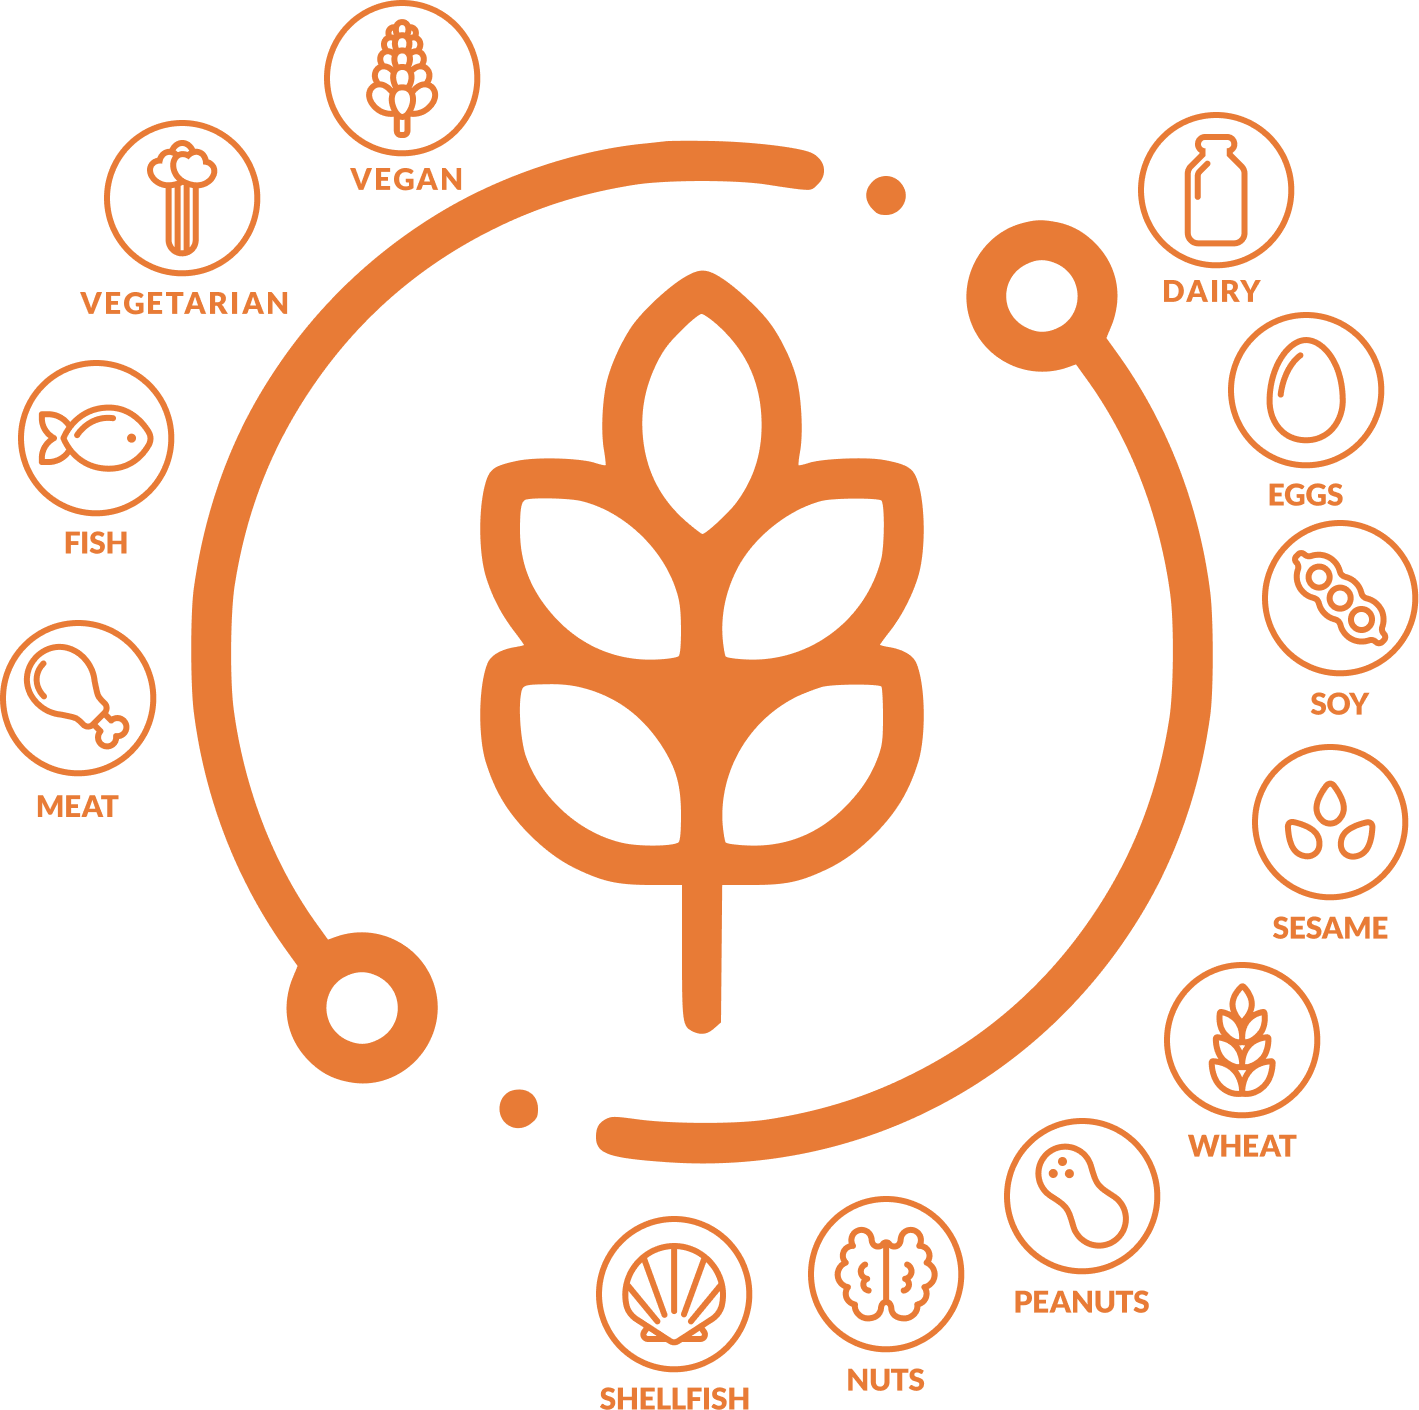 VEGAN
VEGETARIAN
DAIRY
EGGS
FISH
SOY
MEAT
SESAME
WHEAT
PEANUTS
NUTS
SHELLFISH